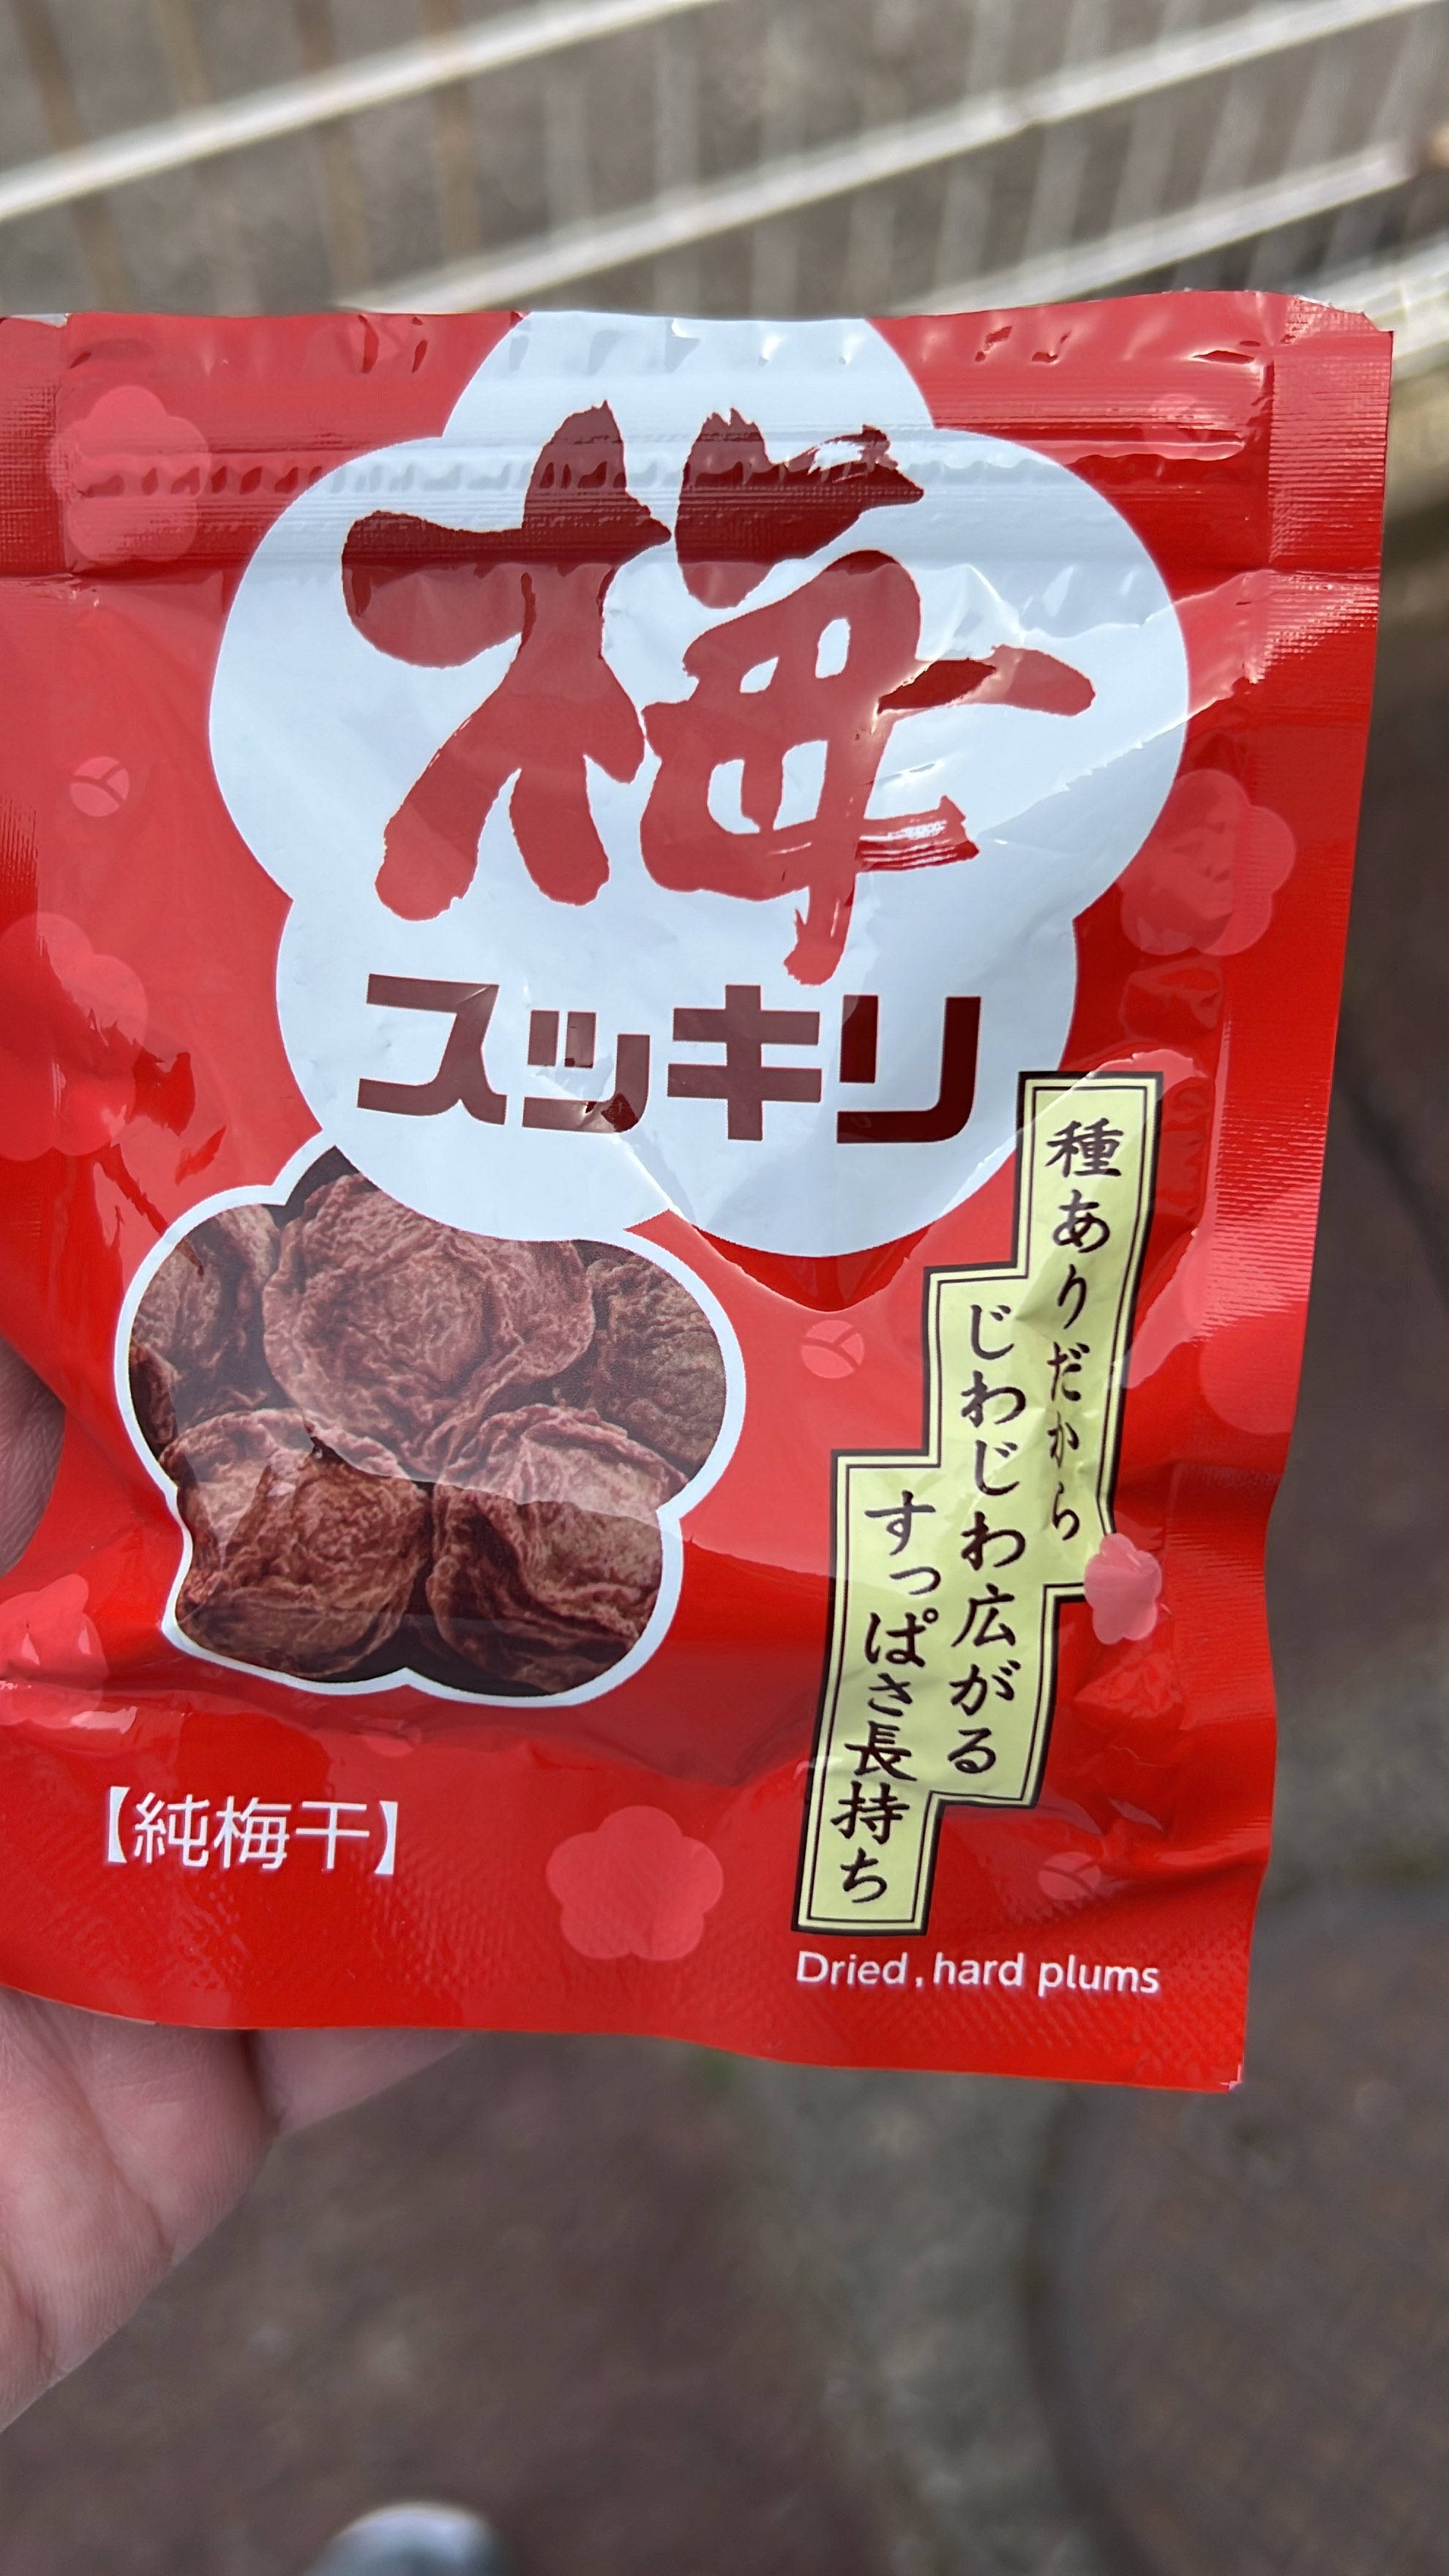 梅
スッキリ
種ありだから
じわじわ広がる
すっぱさ長持ち
【純梅干】
Dried, hard plums